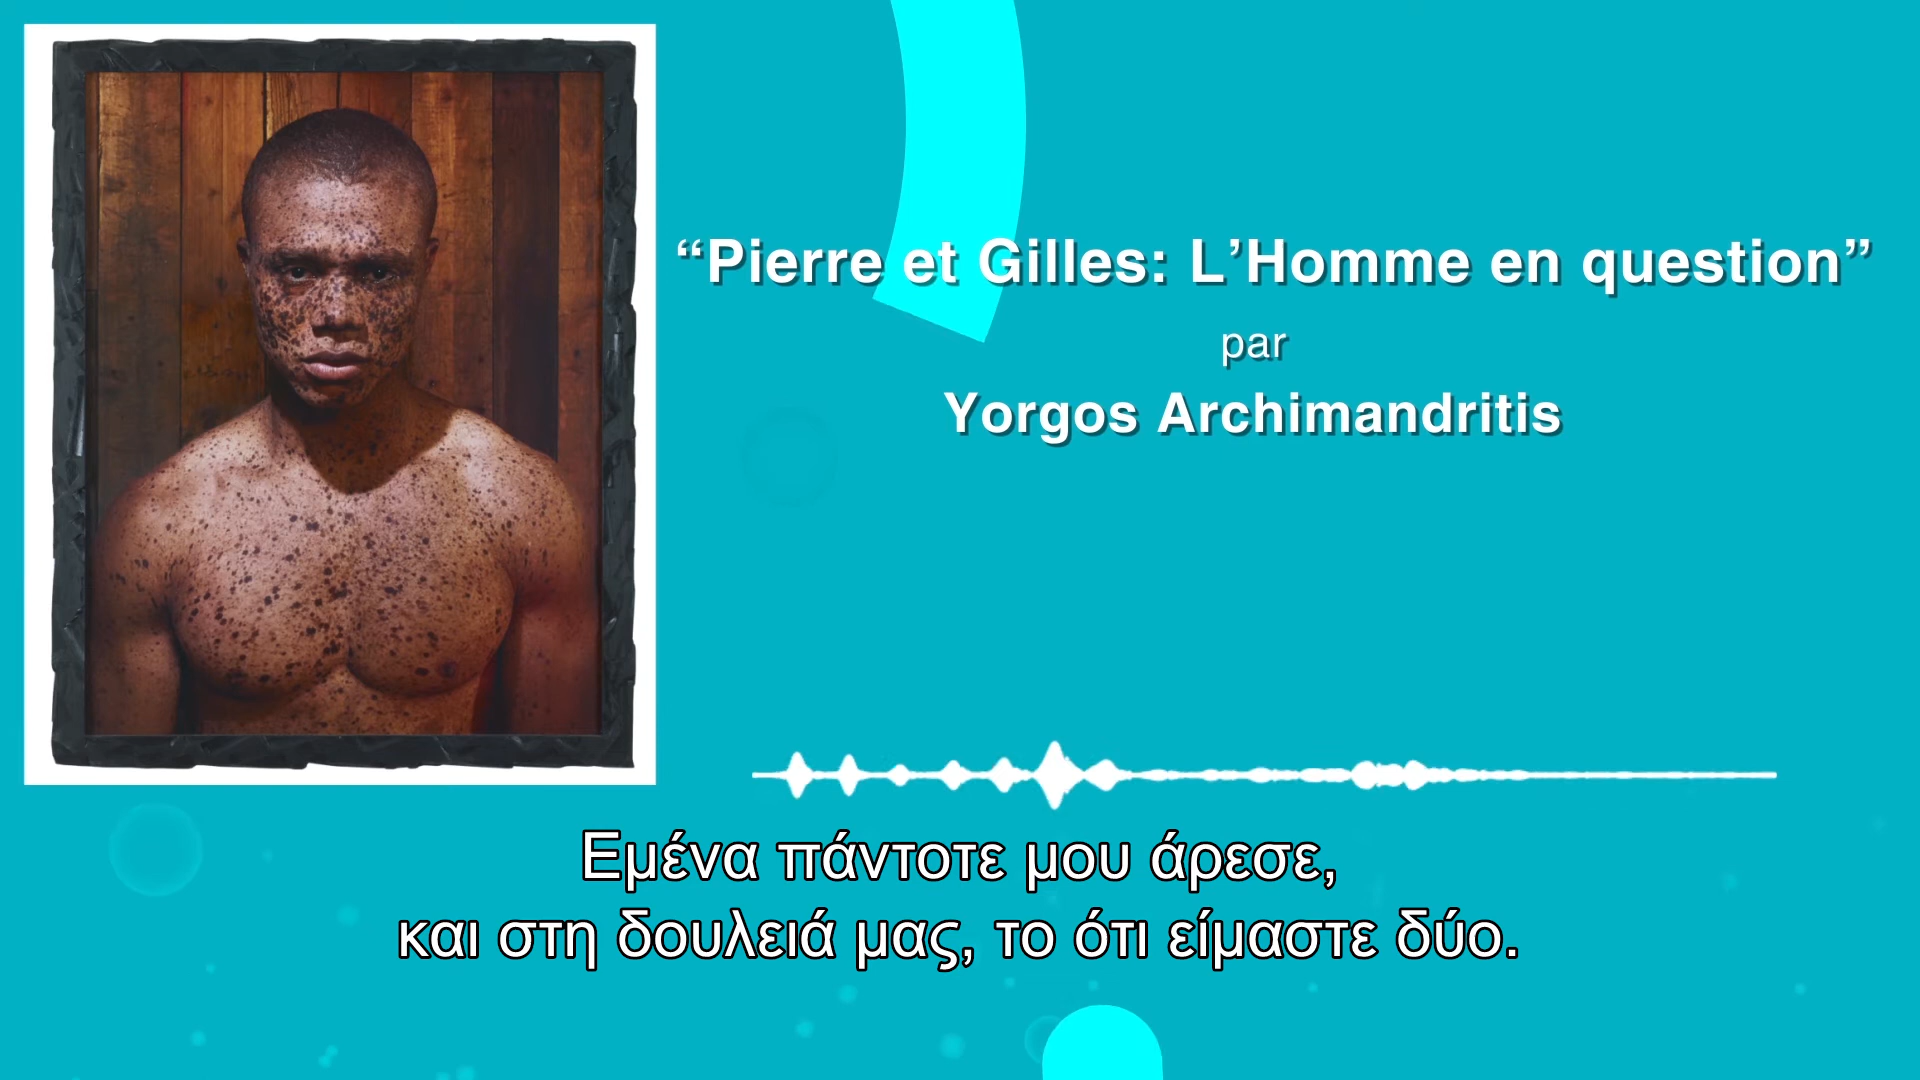 “Pierre et Gilles: L’Homme en question”
par
Yorgos Archimandritis
Εμένα πάντοτε μου άρεσε,
και στη δουλειά μας, το ότι είμαστε δύο.